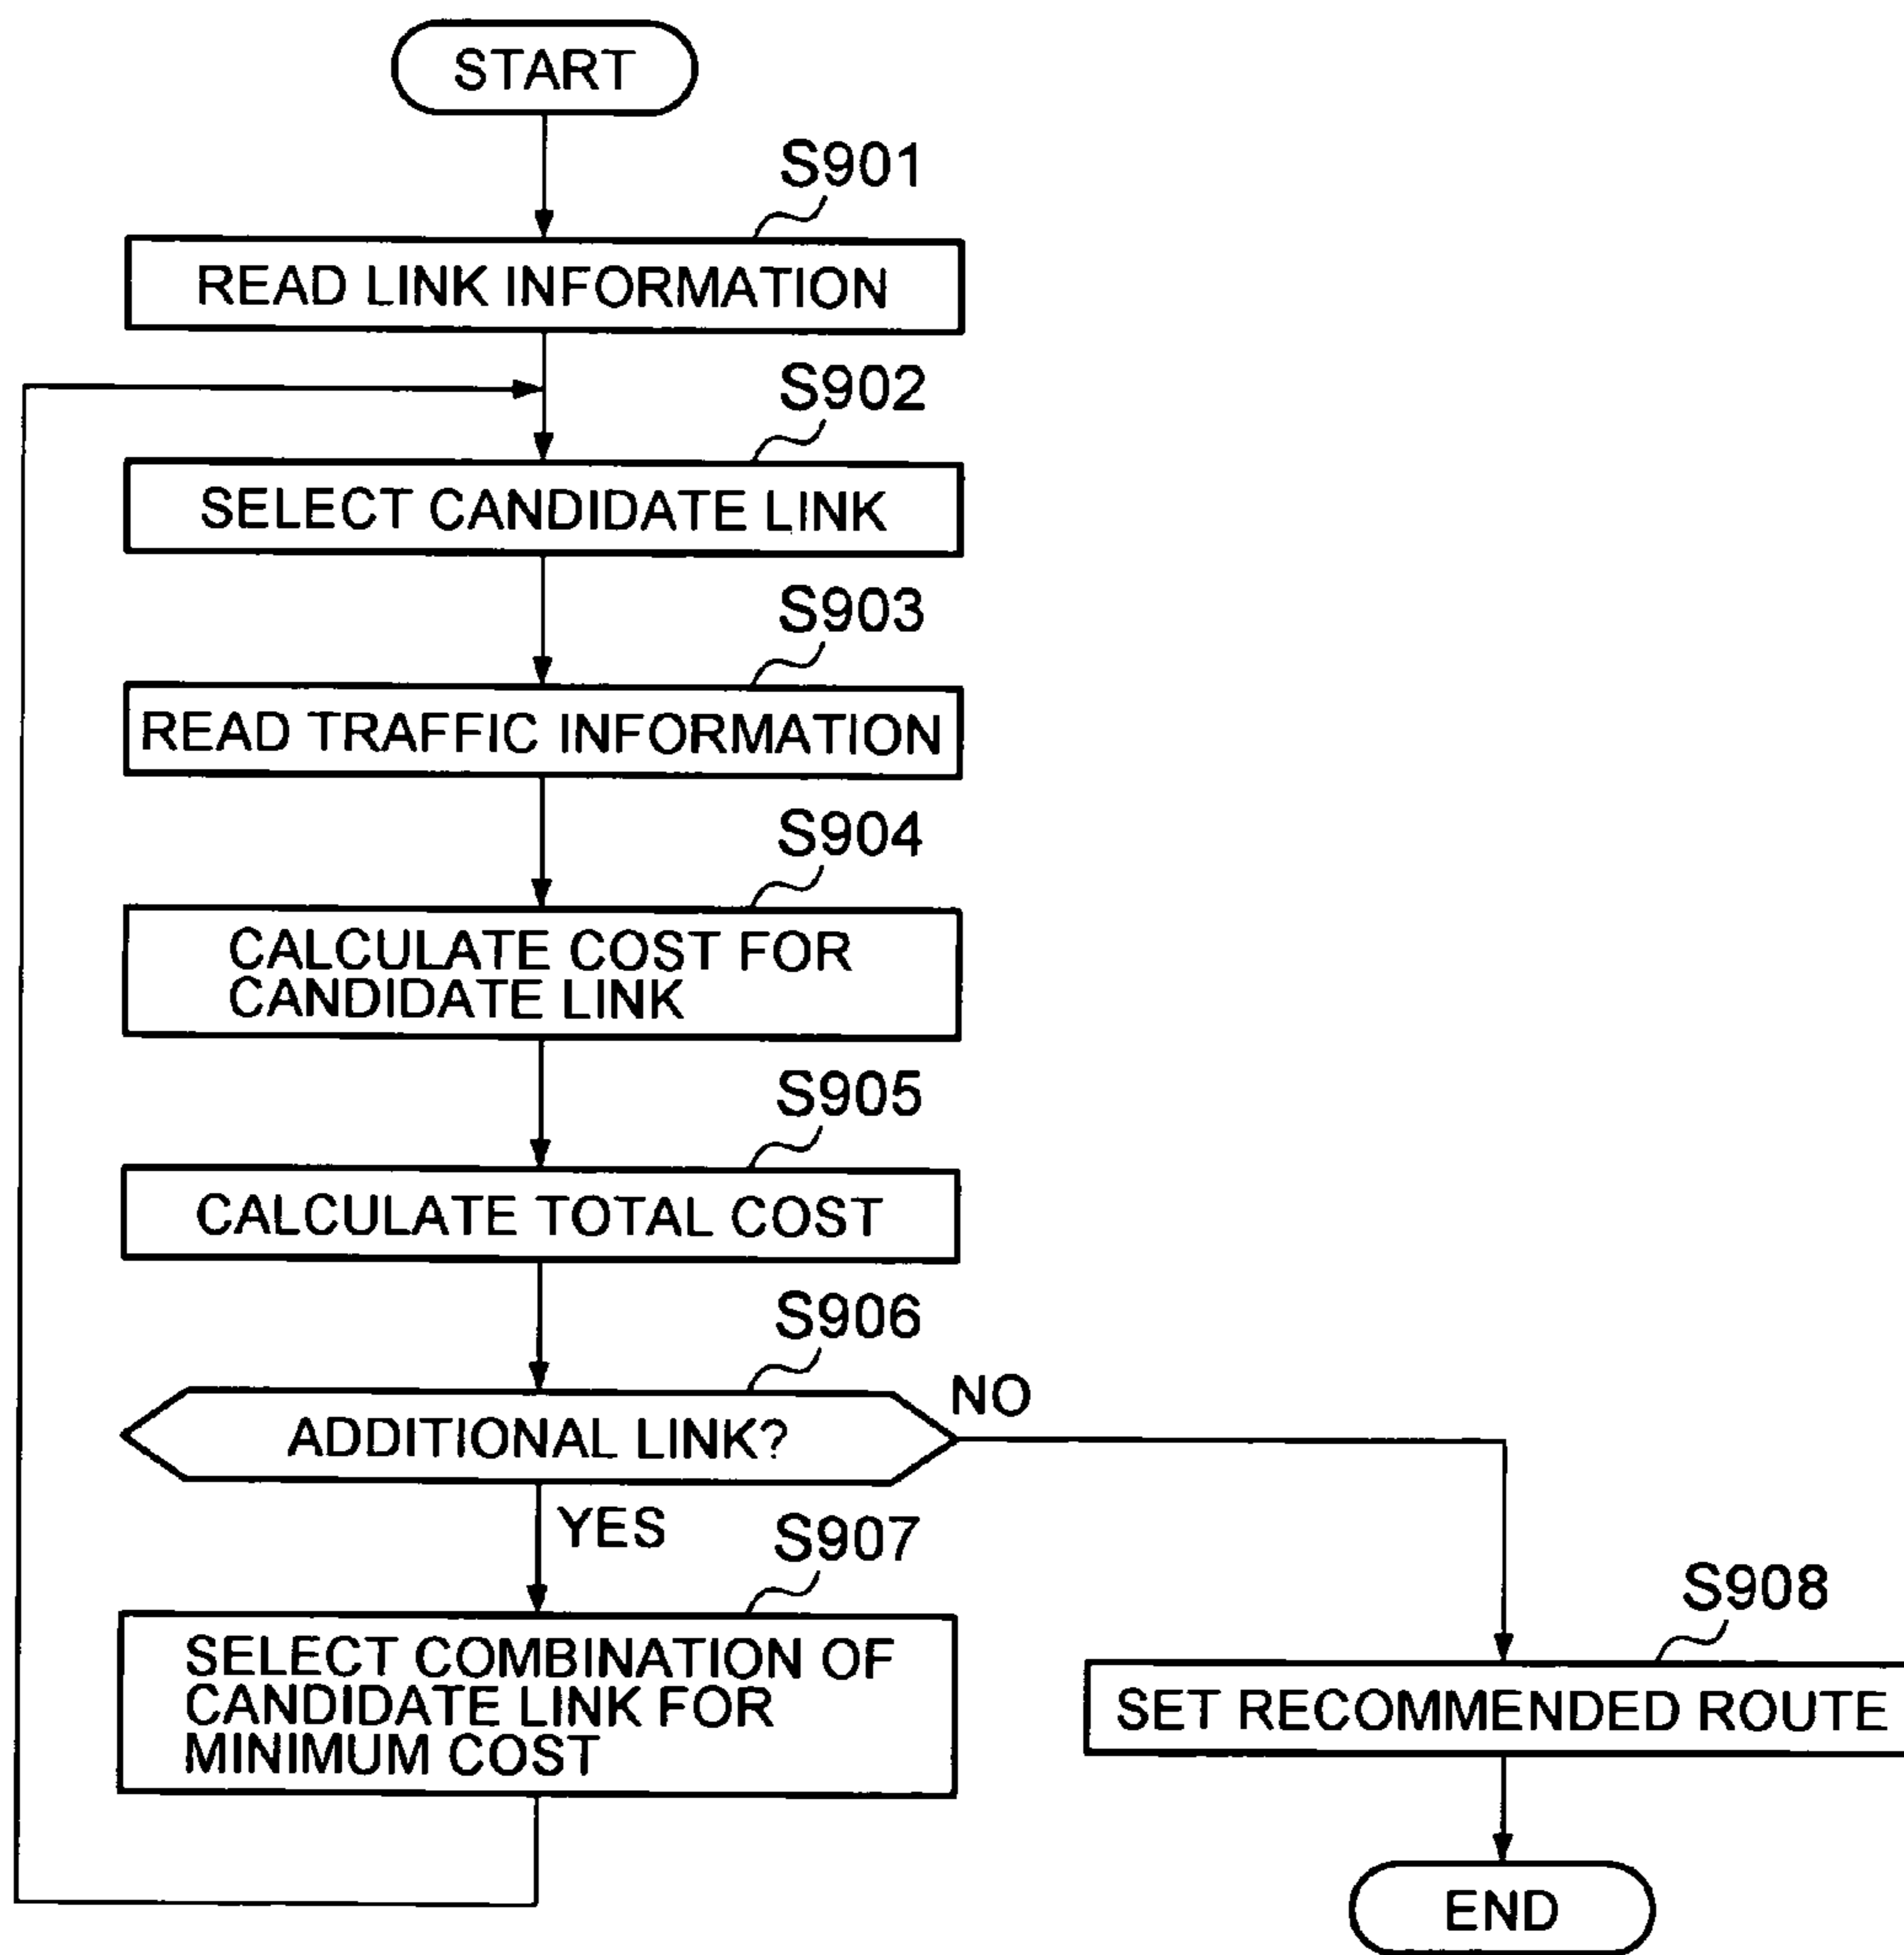 START
S901
READ LINK INFORMATION
S902
SELECT CANDIDATE LINK
S903
READ TRAFFIC INFORMATION
S904
CALCULATE COST FOR
CANDIDATE LINK
S905
CALCULATE TOTAL COST
S906
ADDITIONAL LINK?
NO
YES
S907
SELECT COMBINATION OF
CANDIDATE LINK FOR
MINIMUM COST
S908
SET RECOMMENDED ROUTE
END